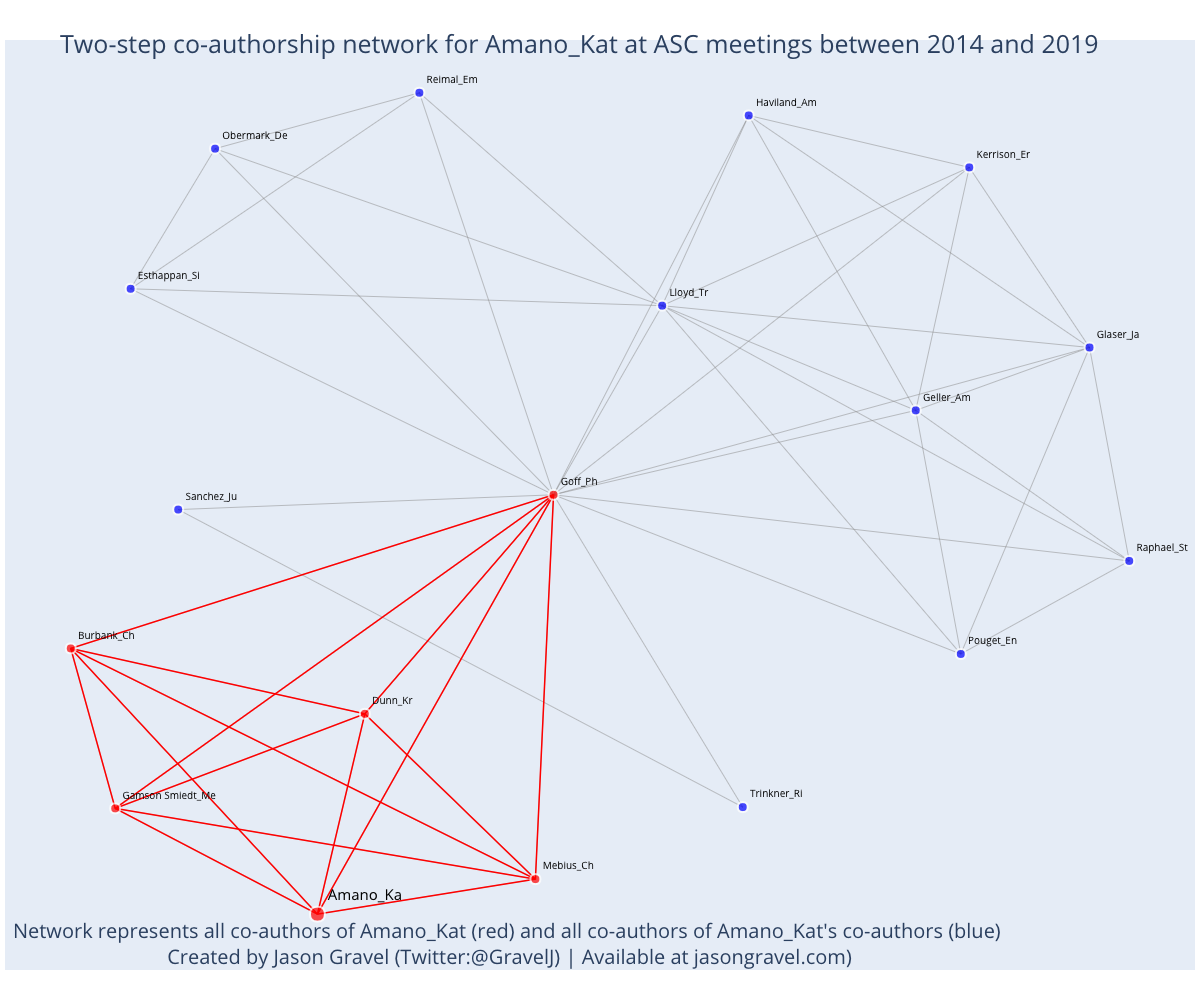 Two-step co-authorship network for Amano_Kat at ASC meetings between 2014 and 2019
Reimal_Em
Haviland_Am
Obermark_De
Kerrison_Er
Esthappan_Si
Lloyd_Tr
Glaser_Ja
Geller_Am
Goff_Ph
Sanchez_Ju
Raphael_St
Burbank_Ch
Pouget_En
Dunn_Kr
Gamson Smiedt_Me
Trinkner_Ri
Mebius_Ch
Amano_Ka
Network represents all co-authors of Amano_Kat (red) and all co-authors of Amano_Kat's co-authors (blue)
Created by Jason Gravel (Twitter:@GravelJ) | Available at jasongravel.com)